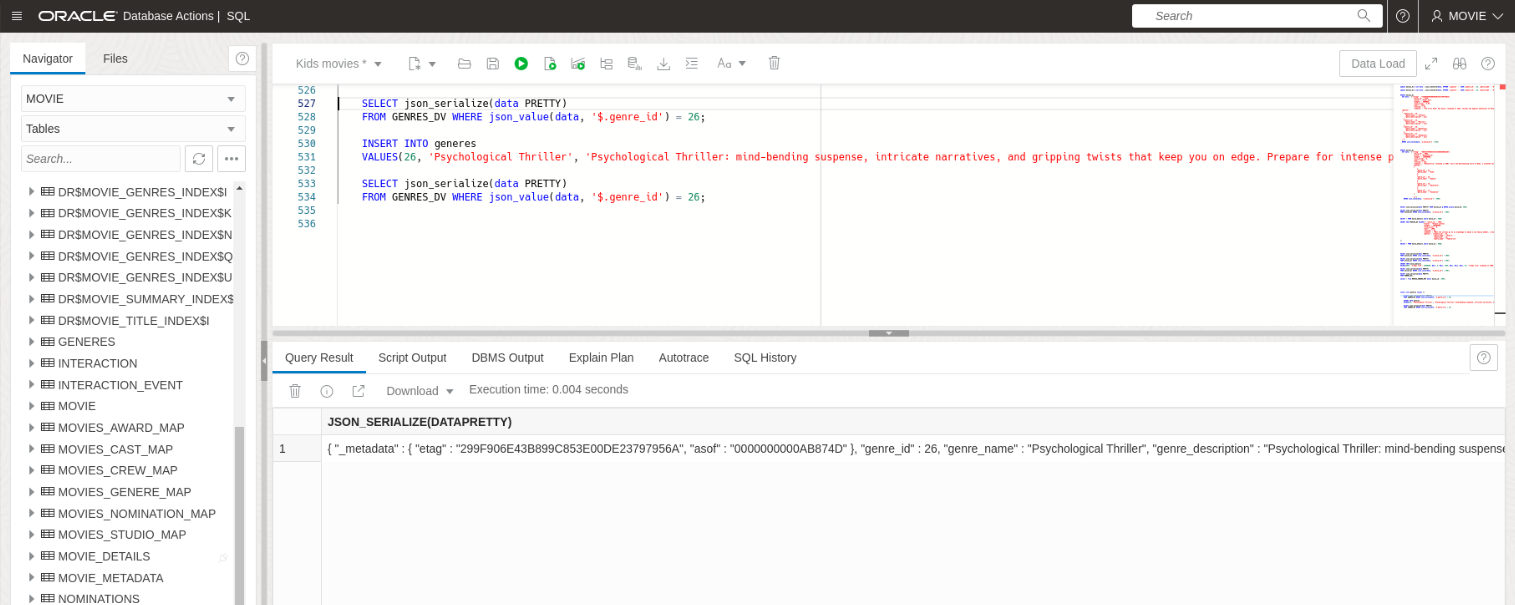 ORACLE Database Actions | SQL
Search
MOVIE
Navigator
Files
MOVIE
Tables
Search...
DR$MOVIE_GENRES_INDEX$I
DR$MOVIE_GENRES_INDEX$K
DR$MOVIE_GENRES_INDEX$N
DR$MOVIE_GENRES_INDEX$Q
DR$MOVIE_GENRES_INDEX$U
DR$MOVIE_SUMMARY_INDEX$
DR$MOVIE_TITLE_INDEX$I
GENERES
INTERACTION
INTERACTION_EVENT
MOVIE
MOVIES_AWARD_MAP
MOVIES_CAST_MAP
MOVIES_CREW_MAP
MOVIES_GENERE_MAP
MOVIES_NOMINATION_MAP
MOVIES_STUDIO_MAP
MOVIE_DETAILS
MOVIE_METADATA
NOMINATIONS
Kids movies *
Aa
Data Load
526
527 SELECT json_serialize(data PRETTY)
528 FROM GENRES_DV WHERE json_value(data, '$.genre_id') = 26;
529
530 INSERT INTO generes
531 VALUES(26, 'Psychological Thriller', 'Psychological Thriller: mind-bending suspense, intricate narratives, and gripping twists that keep you on edge. Prepare for intense p
532
533 SELECT json_serialize(data PRETTY)
534 FROM GENRES_DV WHERE json_value(data, '$.genre_id') = 26;
535
536
Query Result
Script Output
DBMS Output
Explain Plan
Autotrace
SQL History
Download
Execution time: 0.004 seconds
JSON_SERIALIZE(DATAPRETTY)
1 { "_metadata" : { "etag" : "299F906E43B899C853E00DE23797956A", "asof" : "0000000000AB874D" }, "genre_id" : 26, "genre_name" : "Psychological Thriller", "genre_description" : "Psychological Thriller: mind-bending suspense